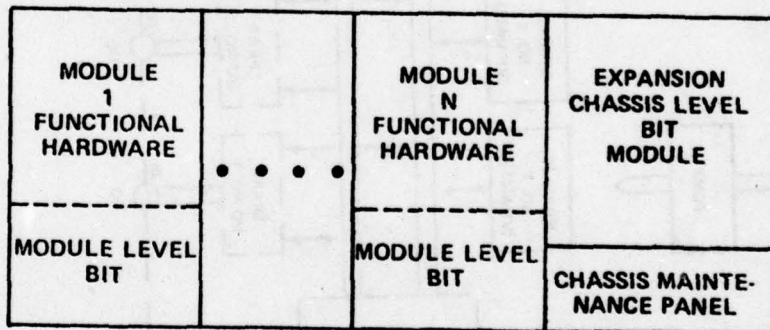 MODULE
1
FUNCTIONAL
HARDWARE
MODULE LEVEL
BIT
MODULE
N
FUNCTIONAL
HARDWARE
MODULE LEVEL
BIT
EXPANSION
CHASSIS LEVEL
BIT
MODULE
CHASSIS MAINTE-
NANCE PANEL